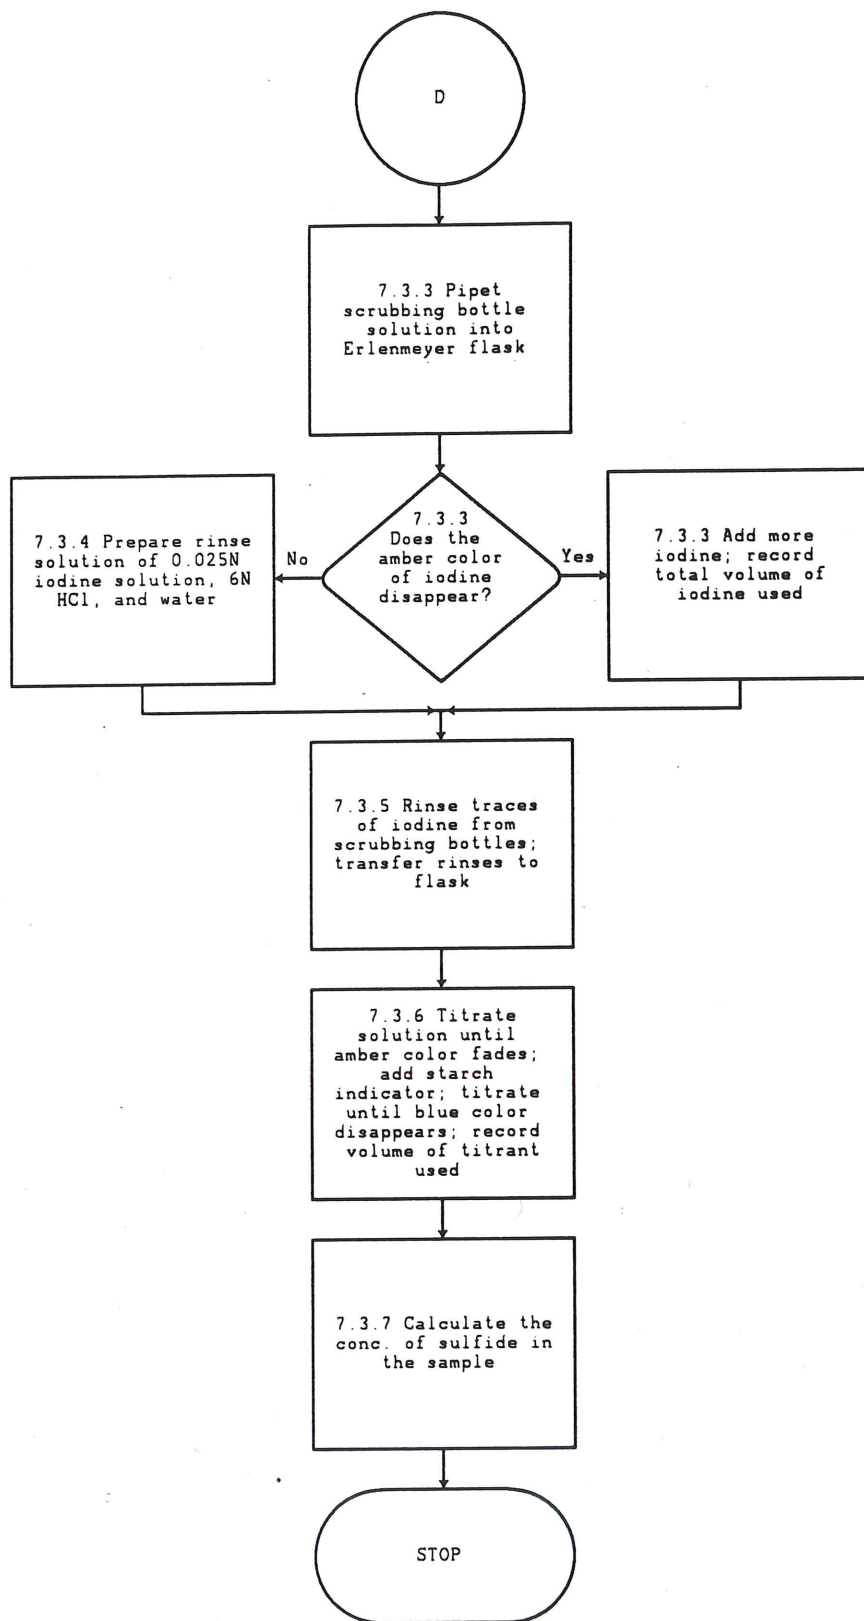 D
7.3.3 Pipet
scrubbing bottle
solution into
Erlenmeyer flask
7.3.3
Does the
amber color
of iodine
disappear?
No
Yes
7.3.4 Prepare rinse
solution of 0.025N
iodine solution, 6N
HCl, and water
7.3.3 Add more
iodine; record
total volume of
iodine used
7.3.5 Rinse traces
of iodine from
scrubbing bottles;
transfer rinses to
flask
7.3.6 Titrate
solution until
amber color fades;
add starch
indicator; titrate
until blue color
disappears; record
volume of titrant
used
7.3.7 Calculate the
conc. of sulfide in
the sample
STOP